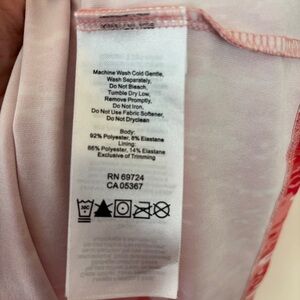 Machine Wash Cold Gentle,
Wash Separately,
Do Not Bleach,
Tumble Dry Low,
Remove Promptly,
Do Not Iron,
Do Not Use Fabric Softener,
Do Not Dryclean
Body:
92% Polyester, 8% Elastane
Lining:
86% Polyester, 14% Elastane
Exclusive of Trimming
RN 69724
CA 05367